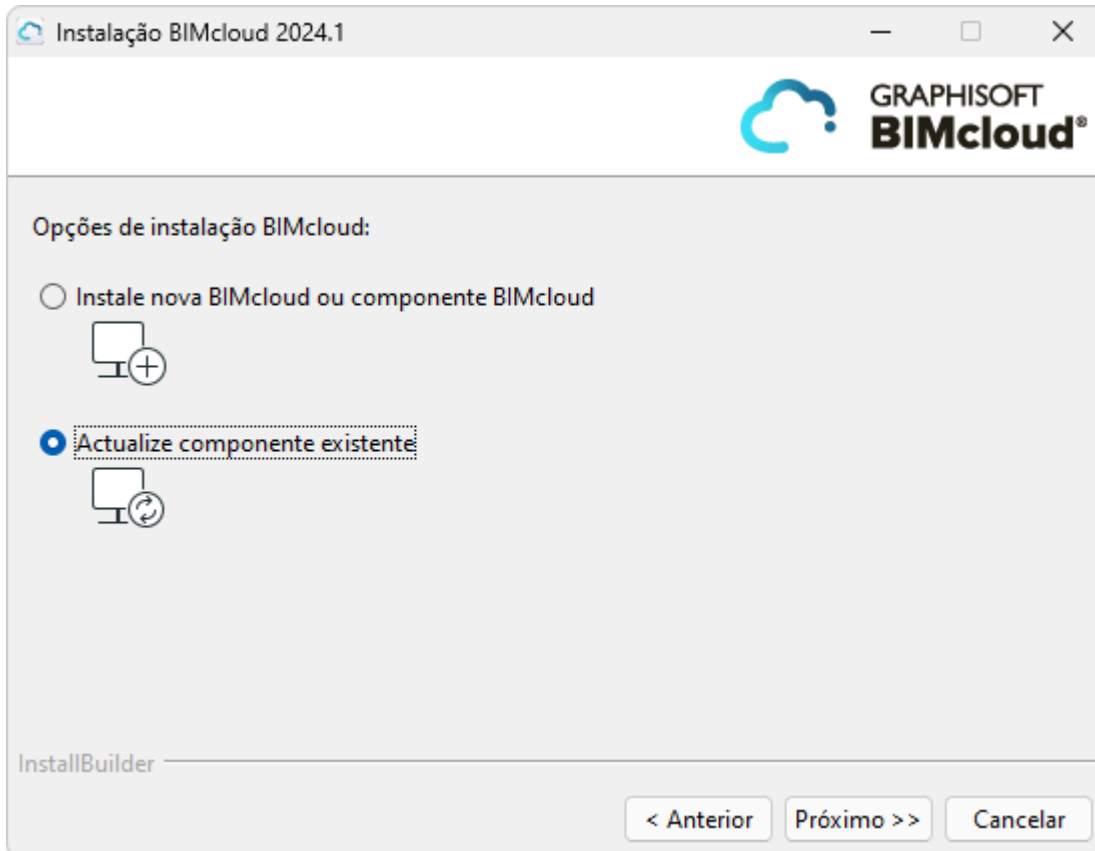 Instalação BIMcloud 2024.1
GRAPHISOFT
BIMcloud®
Opções de instalação BIMcloud:
Instale nova BIMcloud ou componente BIMcloud
Actualize componente existente
InstallBuilder
< Anterior
Próximo >>
Cancelar